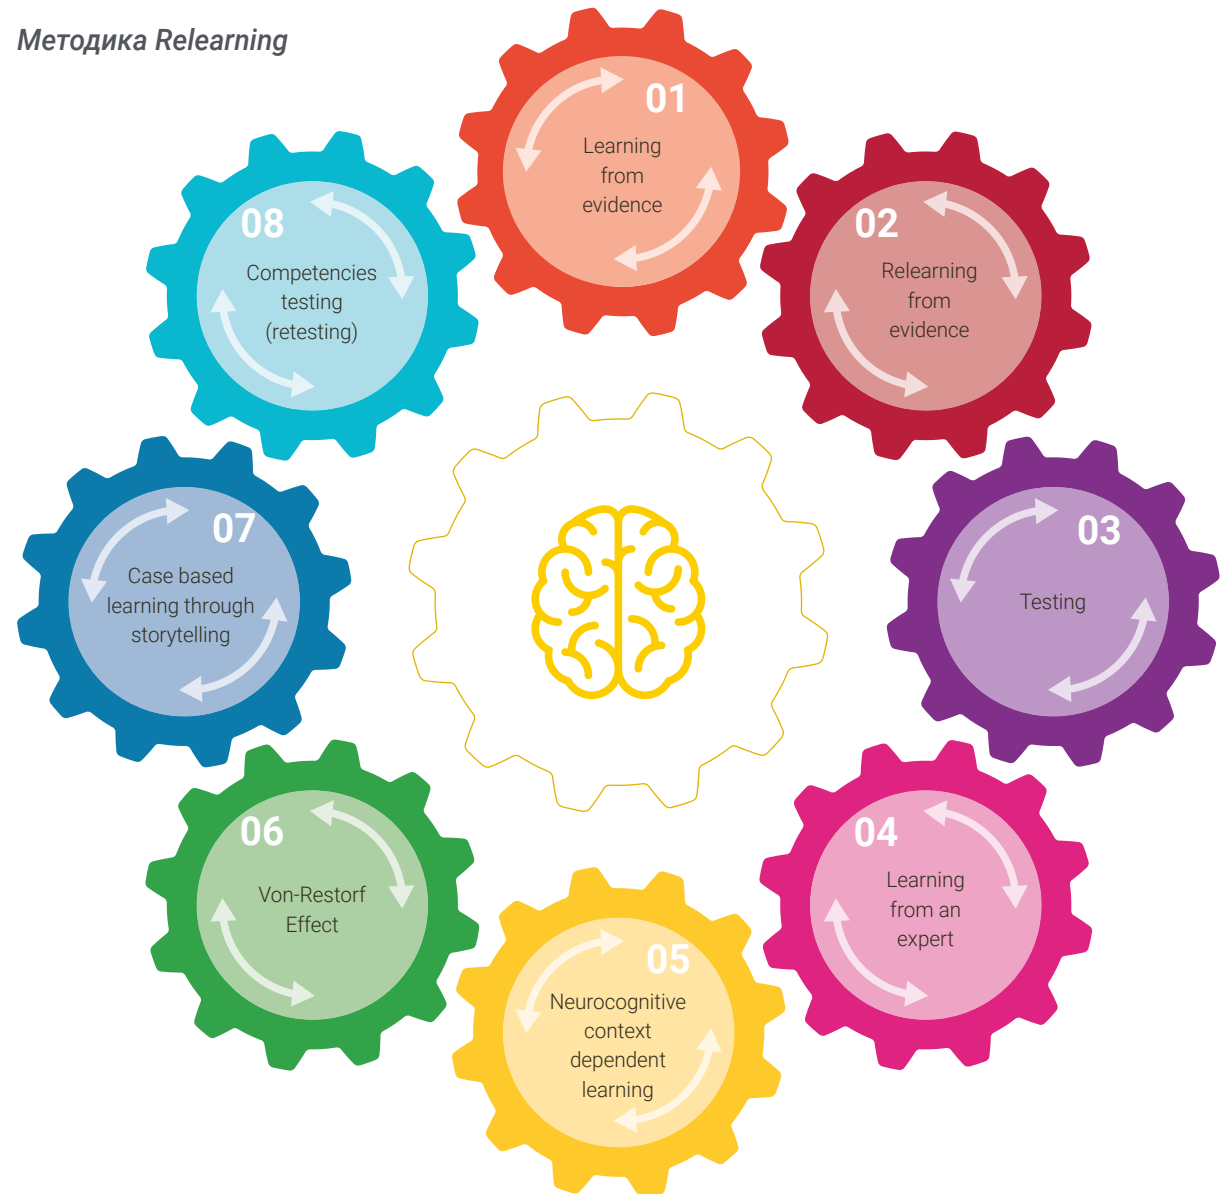 Методика Relearning
01
Learning
from
evidence
02
Relearning
from
evidence
03
Testing
04
Learning
from an
expert
05
Neurocognitive
context
dependent
learning
06
Von-Restorf
Effect
07
Case based
learning through
storytelling
08
Competencies
testing
(retesting)